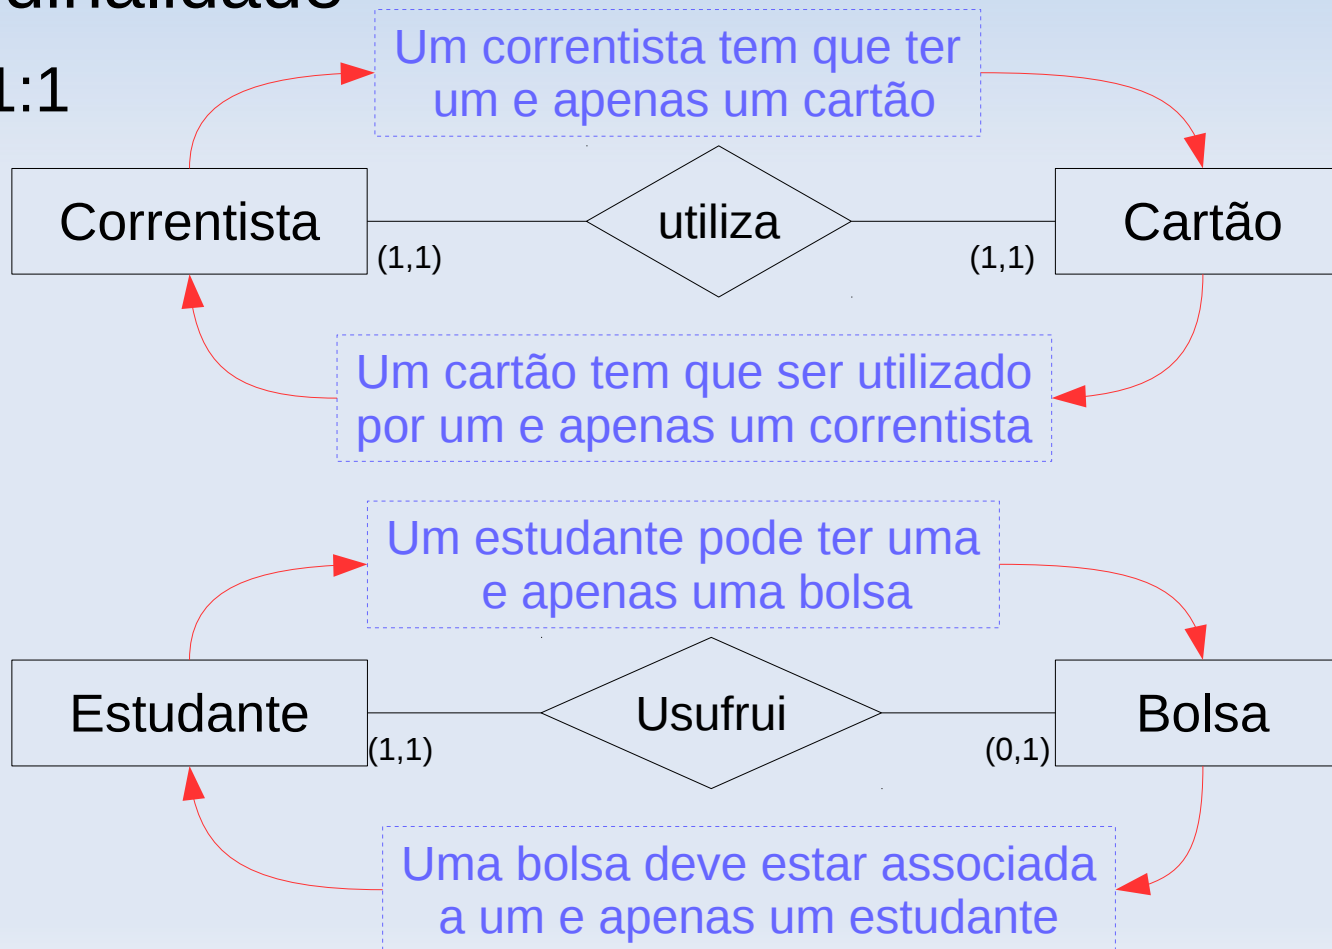 1:1
Um correntista tem que ter
um e apenas um cartão
Correntista
utiliza
Cartão
(1,1)
(1,1)
Um cartão tem que ser utilizado
por um e apenas um correntista
Um estudante pode ter uma
e apenas uma bolsa
Estudante
Usufrui
Bolsa
(1,1)
(0,1)
Uma bolsa deve estar associada
a um e apenas um estudante